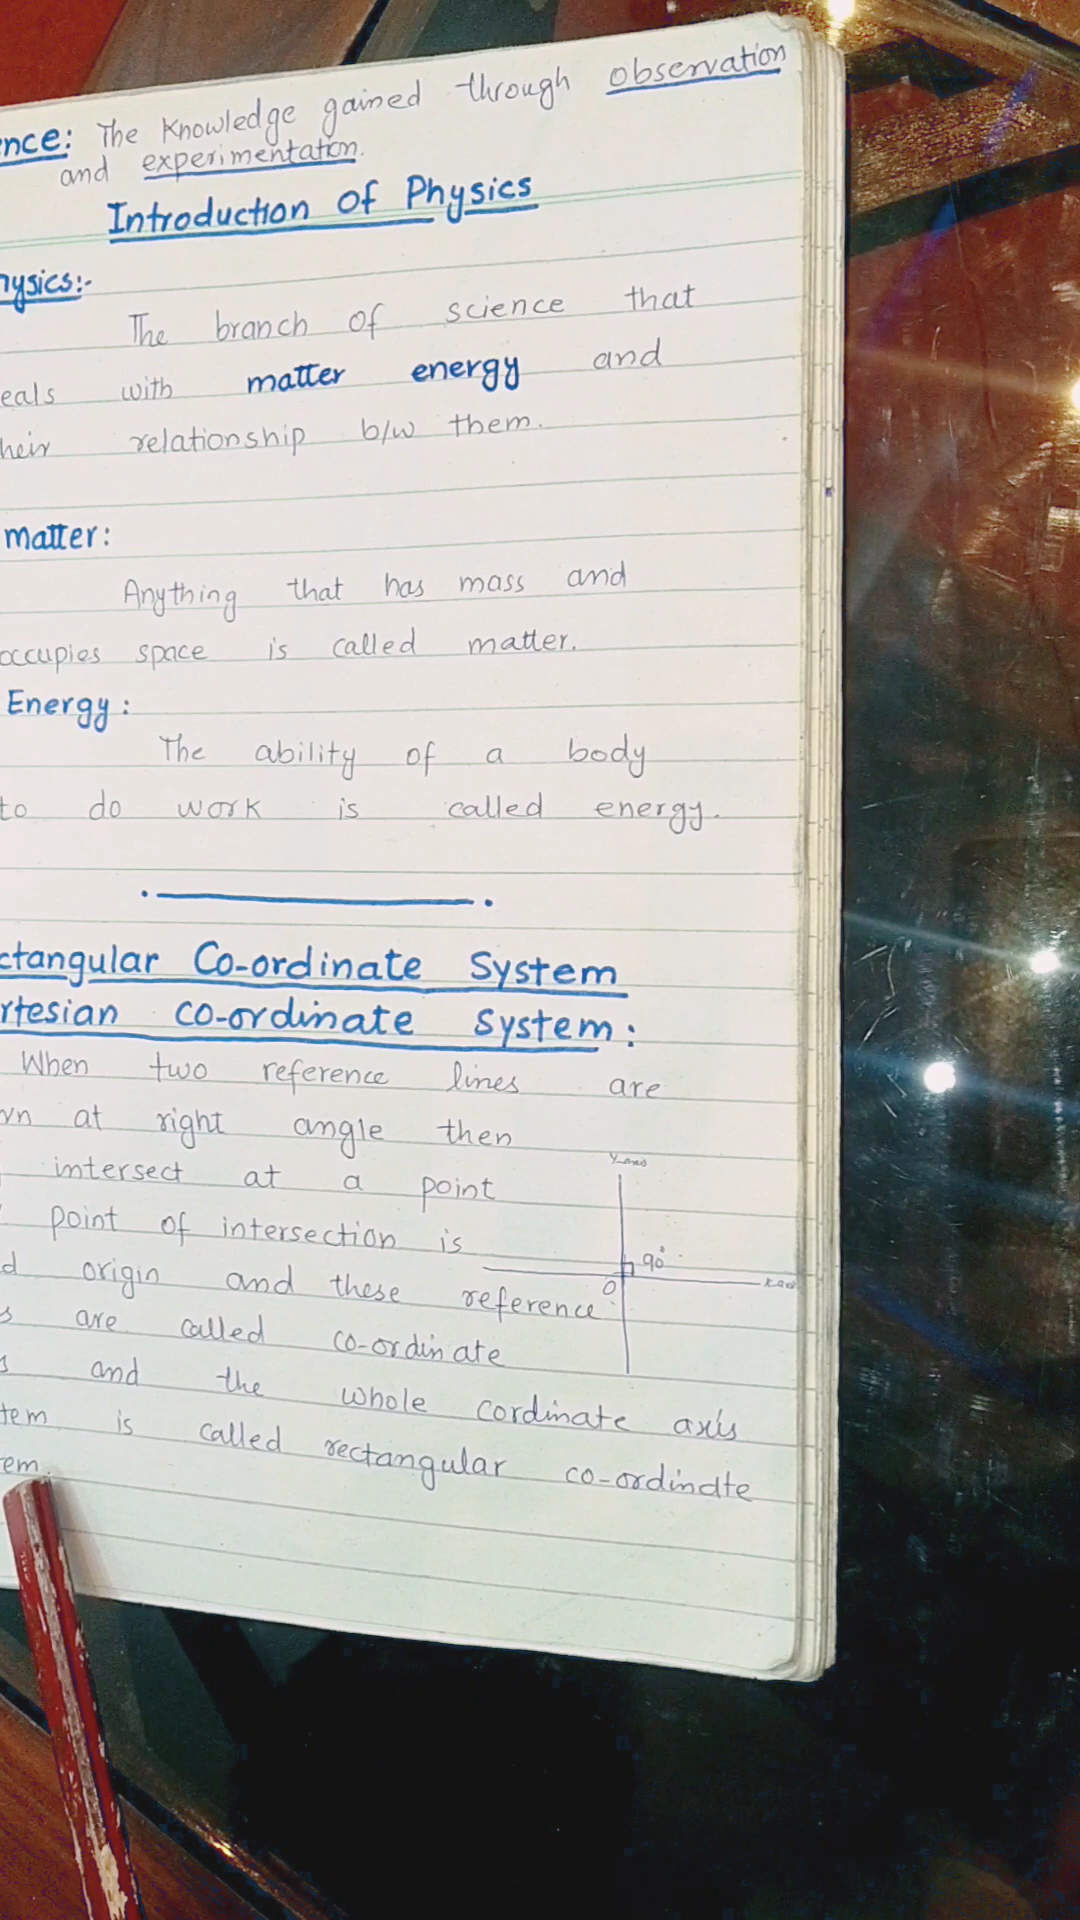 nce: The Knowledge gained through observation
and experimentation.
Introduction of Physics
hysics:-
The branch of science that
eals with matter energy and
heir relationship b/w them.
matter:
Anything that has mass and
occupies space is called matter.
Energy:
The ability of a body
to do work is called energy.
ctangular Co-ordinate System
rtesian co-ordinate system:
When two reference lines are
wn at right angle then
intersect at a point
point of intersection is
d origin and these reference
s are called co-ordinate
s and the whole cordinate axis
tem is called rectangular co-ordindte
em.
Y-axis
90°
O
x-axis